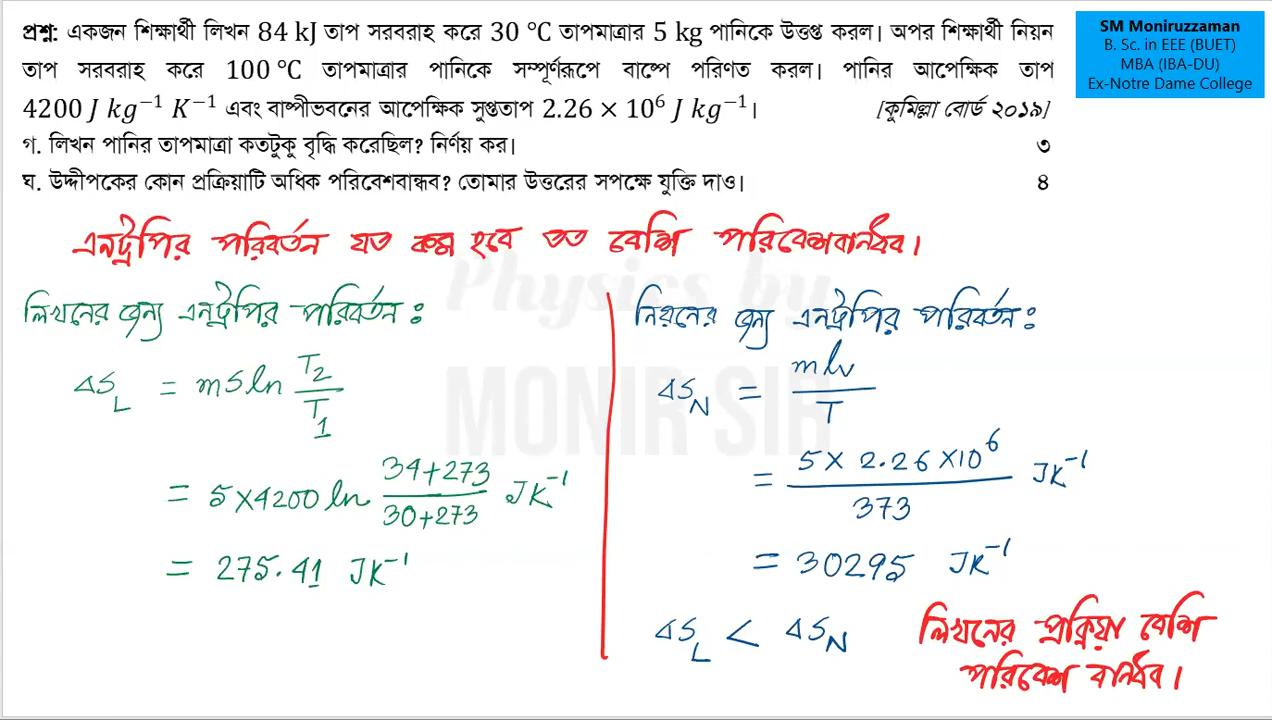 প্রশ্ন: একজন শিক্ষার্থী লিখন 84 kJ তাপ সরবরাহ করে 30 °C তাপমাত্রার 5 kg পানিকে উত্তপ্ত করল। অপর শিক্ষার্থী নিয়ন
তাপ সরবরাহ করে 100 °C তাপমাত্রার পানিকে সম্পূর্ণরূপে বাষ্পে পরিণত করল। পানির আপেক্ষিক তাপ
4200 J kg⁻¹ K⁻¹ এবং বাষ্পীভবনের আপেক্ষিক সুপ্ততাপ 2.26 × 10⁶ J kg⁻¹। [কুমিল্লা বোর্ড ২০১৯]
গ. লিখন পানির তাপমাত্রা কতটুকু বৃদ্ধি করেছিল? নির্ণয় কর। ৩
ঘ. উদ্দীপকের কোন প্রক্রিয়াটি অধিক পরিবেশবান্ধব? তোমার উত্তরের সপক্ষে যুক্তি দাও। ৪
SM Moniruzzaman
B. Sc. in EEE (BUET)
MBA (IBA-DU)
Ex-Notre Dame College
এনট্রপির পরিবর্তন যত কম হবে তত বেশি পরিবেশবান্ধব।
Physics by
MONIR SIR
লিখনের জন্য এনট্রপির পরিবর্তন:
ΔS_L = mS ln T₂/T₁
= 5×4200 ln (34+273)/(30+273) JK⁻¹
= 275.41 JK⁻¹
নিয়নের জন্য এনট্রপির পরিবর্তন:
ΔS_N = mlᵥ/T
= (5×2.26×10⁶)/373 JK⁻¹
= 30295 JK⁻¹
ΔS_L < ΔS_N
লিখনের প্রক্রিয়া বেশি
পরিবেশ বান্ধব।